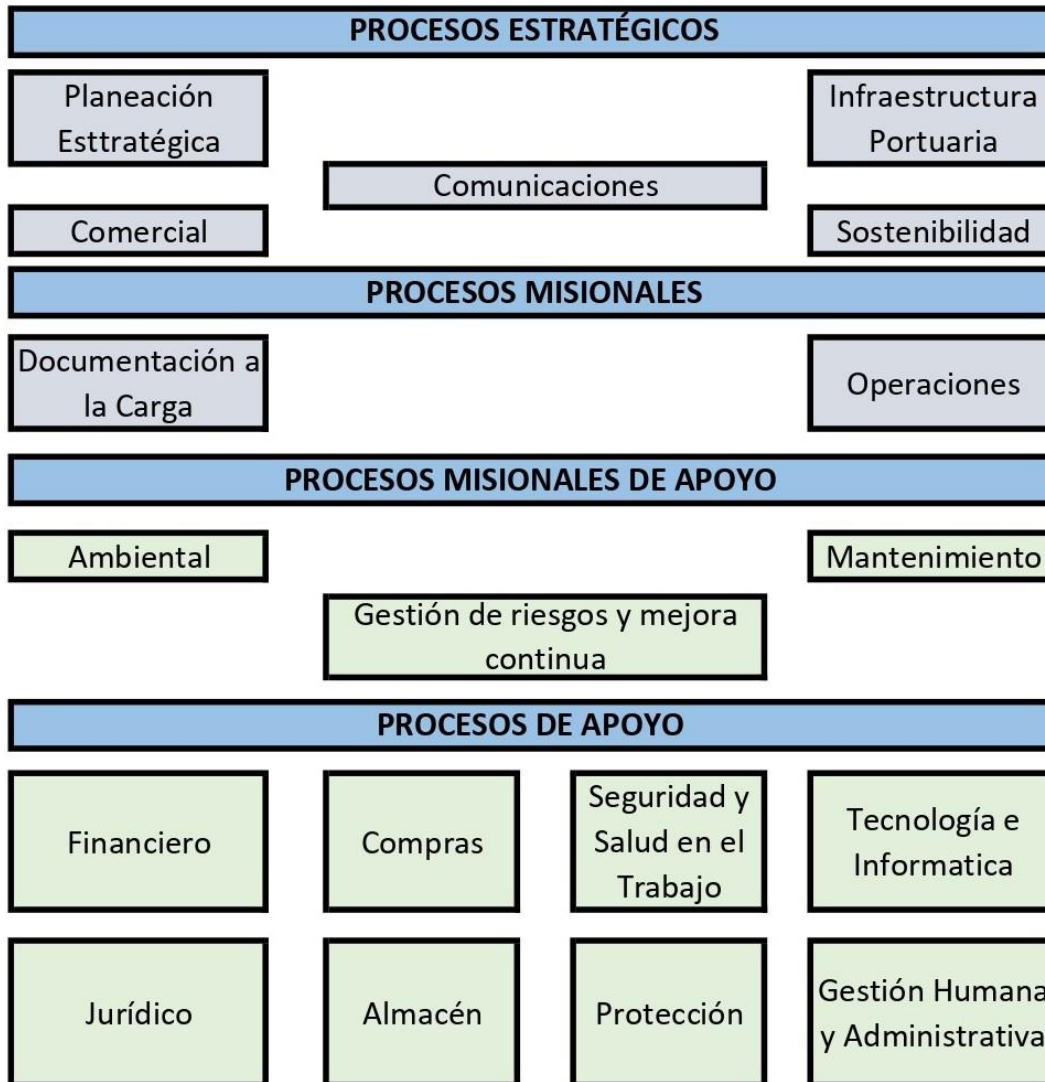 PROCESOS ESTRATÉGICOS
Planeación
Esttratégica
Infraestructura
Portuaria
Comunicaciones
Comercial
Sostenibilidad
PROCESOS MISIONALES
Documentación a
la Carga
Operaciones
PROCESOS MISIONALES DE APOYO
Ambiental
Mantenimiento
Gestión de riesgos y mejora
continua
PROCESOS DE APOYO
Financiero
Compras
Seguridad y
Salud en el
Trabajo
Tecnología e
Informatica
Jurídico
Almacén
Protección
Gestión Humana
y Administrativa